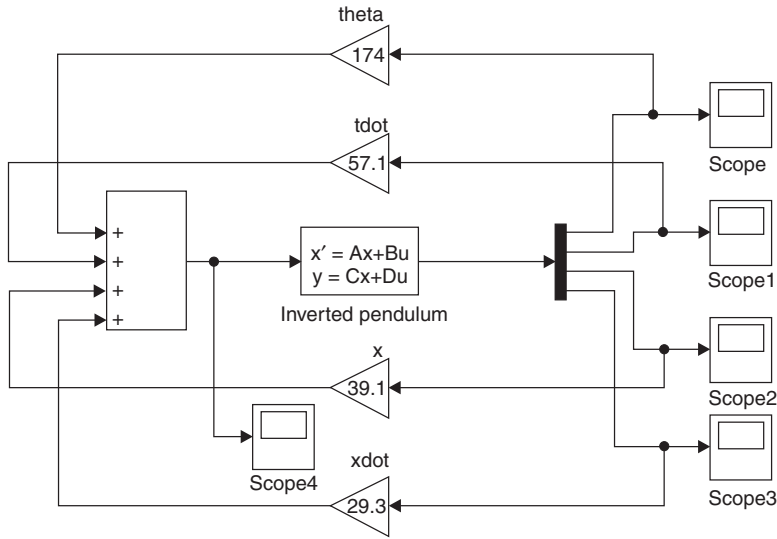 theta
174
Scope
tdot
57.1
+
+
+
+
x′ = Ax+Bu
y = Cx+Du
Inverted pendulum
Scope1
x
39.1
Scope2
Scope4
xdot
29.3
Scope3